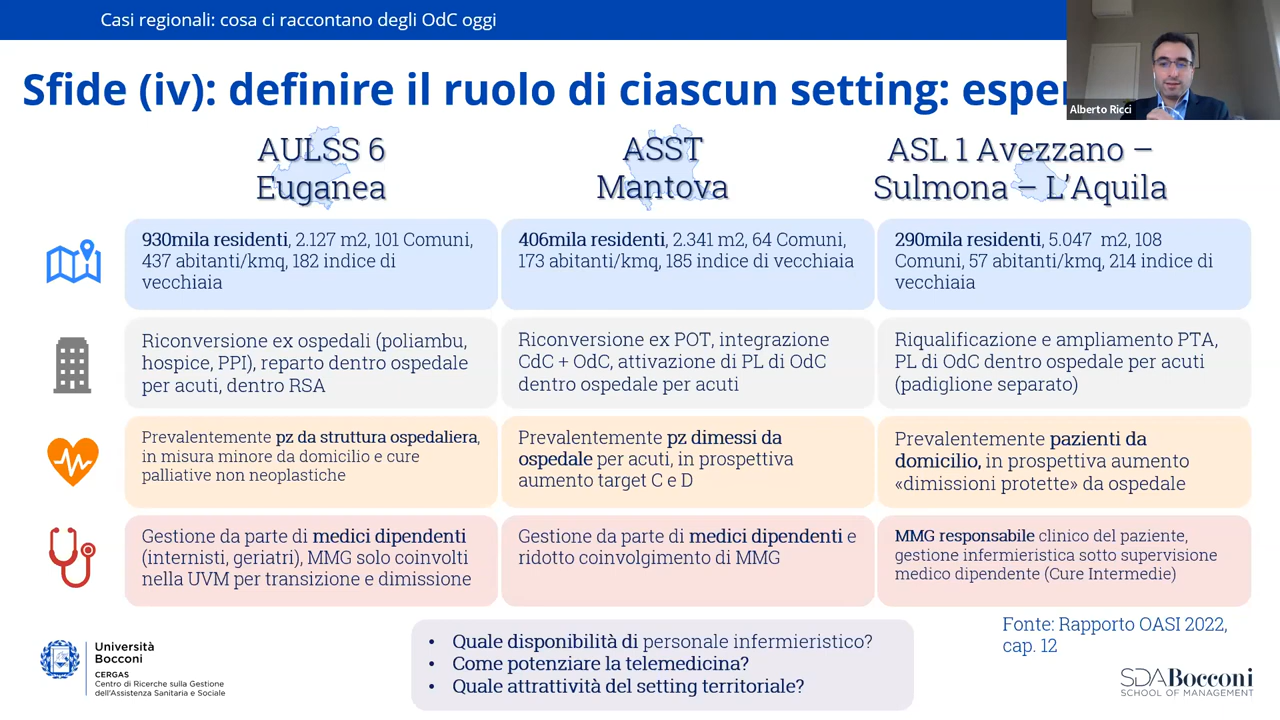 Casi regionali: cosa ci raccontano degli OdC oggi
Sfide (iv): definire il ruolo di ciascun setting:
Alberto Ricci
AULSS 6
Euganea
ASST
Mantova
ASL 1 Avezzano –
Sulmona – L’Aquila
930mila residenti, 2.127 m2, 101 Comuni,
437 abitanti/kmq, 182 indice di
vecchiaia
406mila residenti, 2.341 m2, 64 Comuni,
173 abitanti/kmq, 185 indice di vecchiaia
290mila residenti, 5.047 m2, 108
Comuni, 57 abitanti/kmq, 214 indice di
vecchiaia
Riconversione ex ospedali (poliambu,
hospice, PPI), reparto dentro ospedale
per acuti, dentro RSA
Riconversione ex POT, integrazione
CdC + OdC, attivazione di PL di OdC
dentro ospedale per acuti
Riqualificazione e ampliamento PTA,
PL di OdC dentro ospedale per acuti
(padiglione separato)
Prevalentemente pz da struttura ospedaliera,
in misura minore da domicilio e cure
palliative non neoplastiche
Prevalentemente pz dimessi da
ospedale per acuti, in prospettiva
aumento target C e D
Prevalentemente pazienti da
domicilio, in prospettiva aumento
«dimissioni protette» da ospedale
Gestione da parte di medici dipendenti
(internisti, geriatri), MMG solo coinvolti
nella UVM per transizione e dimissione
Gestione da parte di medici dipendenti e
ridotto coinvolgimento di MMG
MMG responsabile clinico del paziente,
gestione infermieristica sotto supervisione
medico dipendente (Cure Intermedie)
• Quale disponibilità di personale infermieristico?
• Come potenziare la telemedicina?
• Quale attrattività del setting territoriale?
Fonte: Rapporto OASI 2022,
cap. 12
Università
Bocconi
CERGAS
Centro di Ricerche sulla Gestione
dell'Assistenza Sanitaria e Sociale
SDA Bocconi
SCHOOL OF MANAGEMENT